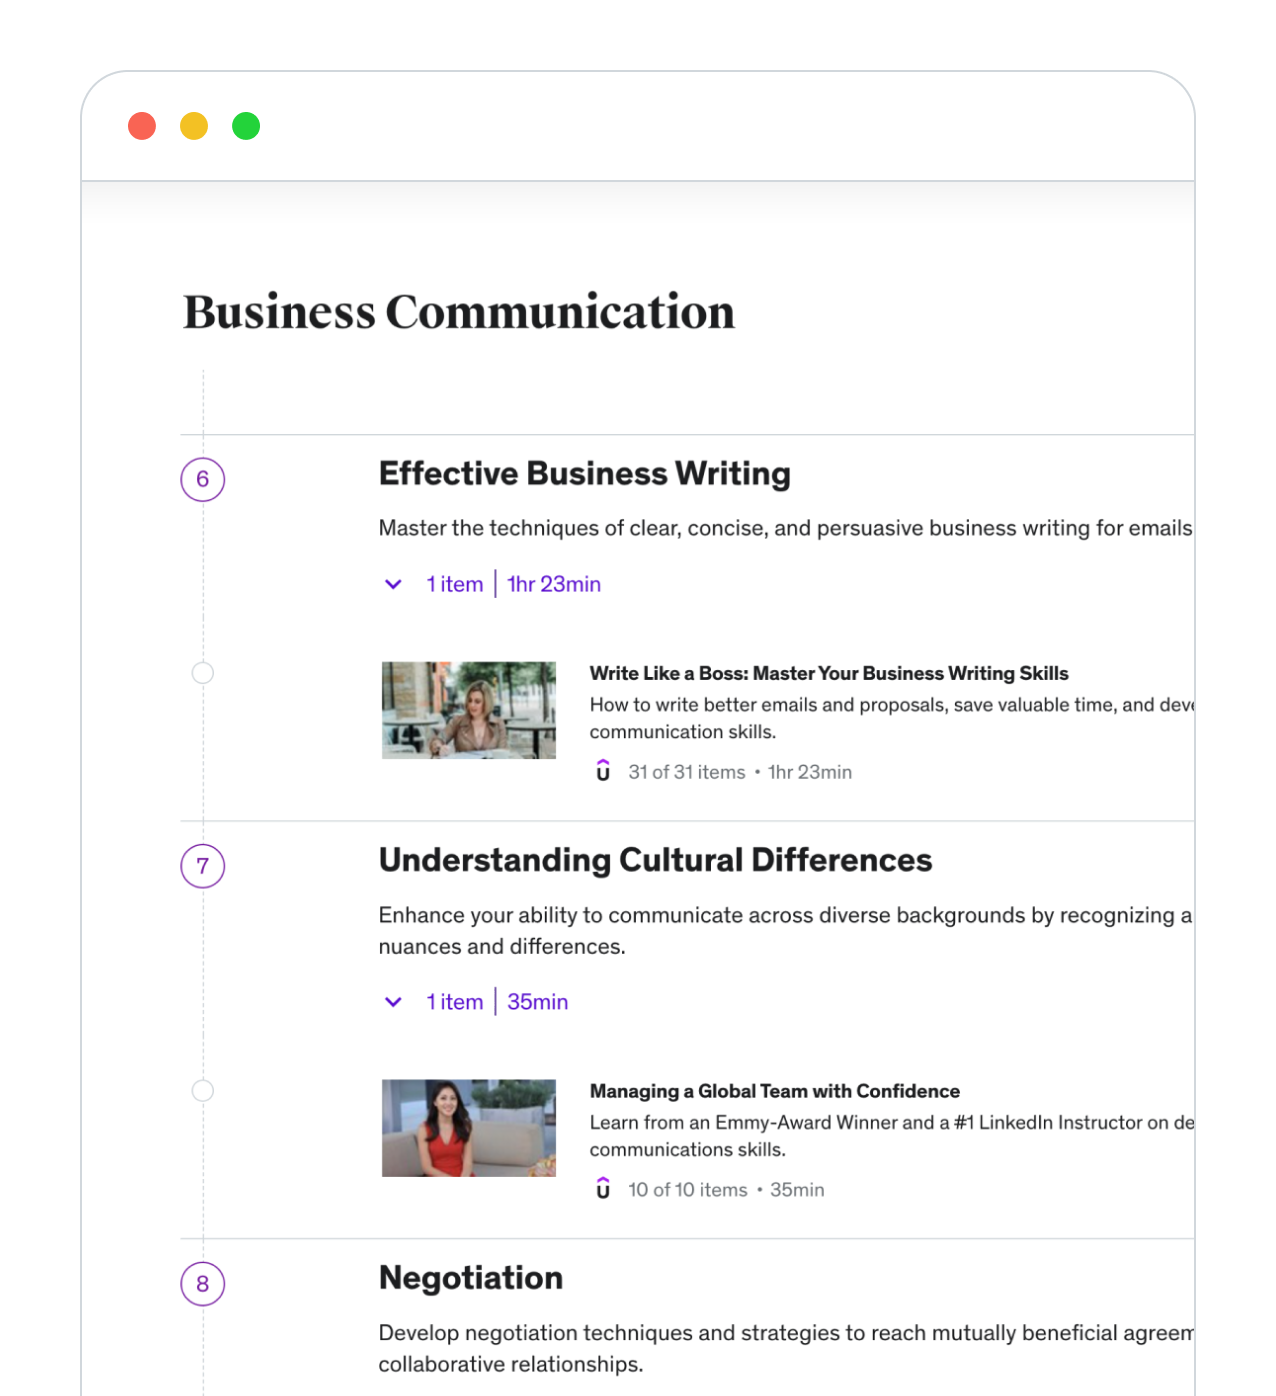 Business Communication
6
Effective Business Writing
Master the techniques of clear, concise, and persuasive business writing for emails
1 item | 1hr 23min
Write Like a Boss: Master Your Business Writing Skills
How to write better emails and proposals, save valuable time, and
communication skills.
31 of 31 items • 1hr 23min
7
Understanding Cultural Differences
Enhance your ability to communicate across diverse backgrounds by recognizing a
nuances and differences.
1 item | 35min
Managing a Global Team with Confidence
Learn from an Emmy-Award Winner and a #1 LinkedIn Instructor on
communications skills.
10 of 10 items • 35min
8
Negotiation
Develop negotiation techniques and strategies to reach mutually beneficial
collaborative relationships.